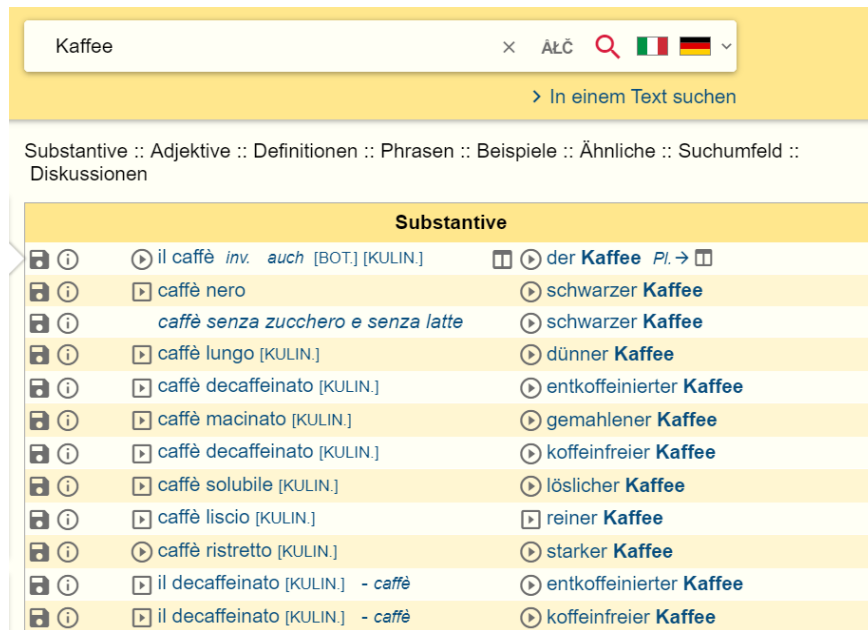 Kaffee × ÂŁČ
> In einem Text suchen
Substantive :: Adjektive :: Definitionen :: Phrasen :: Beispiele :: Ähnliche :: Suchumfeld ::
Diskussionen
Substantive
il caffè inv. auch [BOT.] [KULIN.] der Kaffee Pl. →
caffè nero schwarzer Kaffee
caffè senza zucchero e senza latte schwarzer Kaffee
caffè lungo [KULIN.] dünner Kaffee
caffè decaffeinato [KULIN.] entkoffeinierter Kaffee
caffè macinato [KULIN.] gemahlener Kaffee
caffè decaffeinato [KULIN.] koffeinfreier Kaffee
caffè solubile [KULIN.] löslicher Kaffee
caffè liscio [KULIN.] reiner Kaffee
caffè ristretto [KULIN.] starker Kaffee
il decaffeinato [KULIN.] - caffè entkoffeinierter Kaffee
il decaffeinato [KULIN.] - caffè koffeinfreier Kaffee